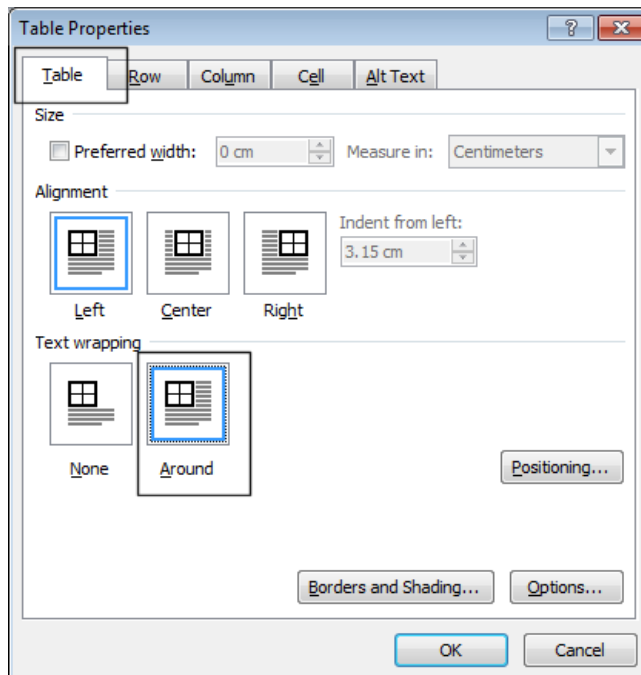 Table Properties
Table Row Column Cell Alt Text
Size
Preferred width: 0 cm Measure in: Centimeters
Alignment
Indent from left:
3.15 cm
Left Center Right
Text wrapping
None Around
Positioning...
Borders and Shading... Options...
OK Cancel